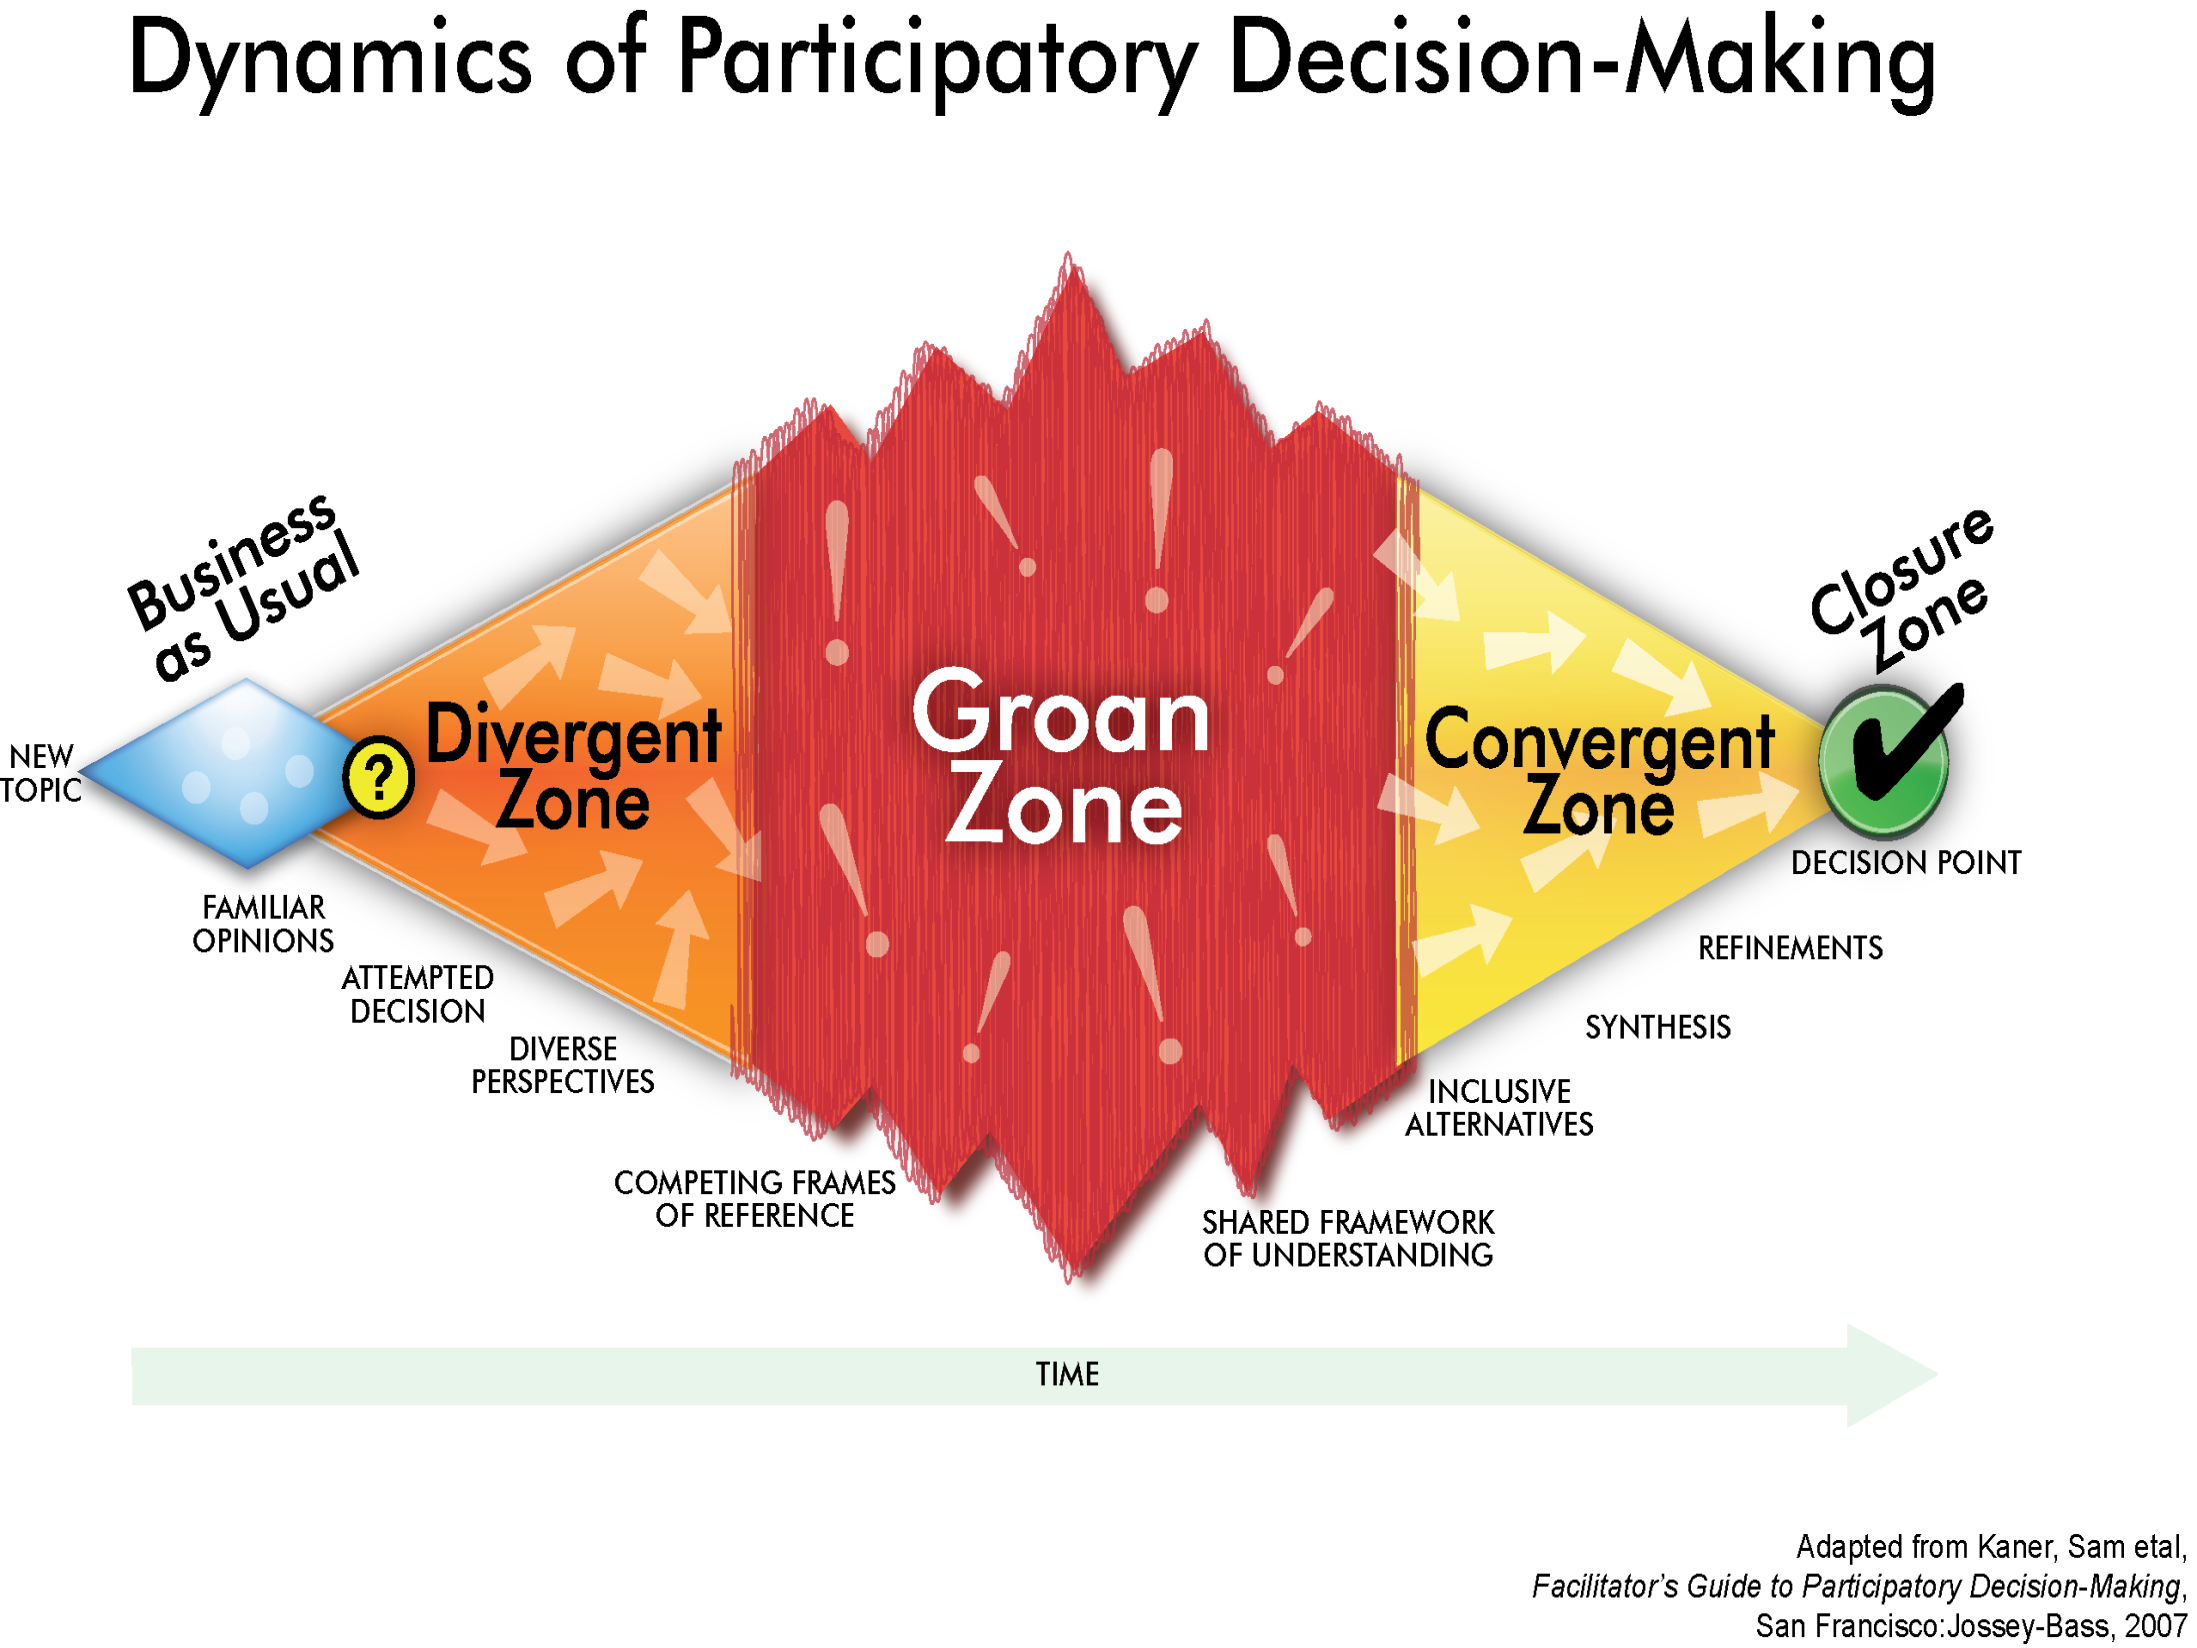 Dynamics of Participatory Decision-Making
Business
as Usual
NEW
TOPIC
?
Divergent
Zone
Groan
Zone
Convergent
Zone
Closure
Zone
FAMILIAR
OPINIONS
ATTEMPTED
DECISION
DIVERSE
PERSPECTIVES
COMPETING FRAMES
OF REFERENCE
SHARED FRAMEWORK
OF UNDERSTANDING
INCLUSIVE
ALTERNATIVES
SYNTHESIS
REFINEMENTS
DECISION POINT
TIME
Adapted from Kaner, Sam etal,
Facilitator's Guide to Participatory Decision-Making,
San Francisco:Jossey-Bass, 2007